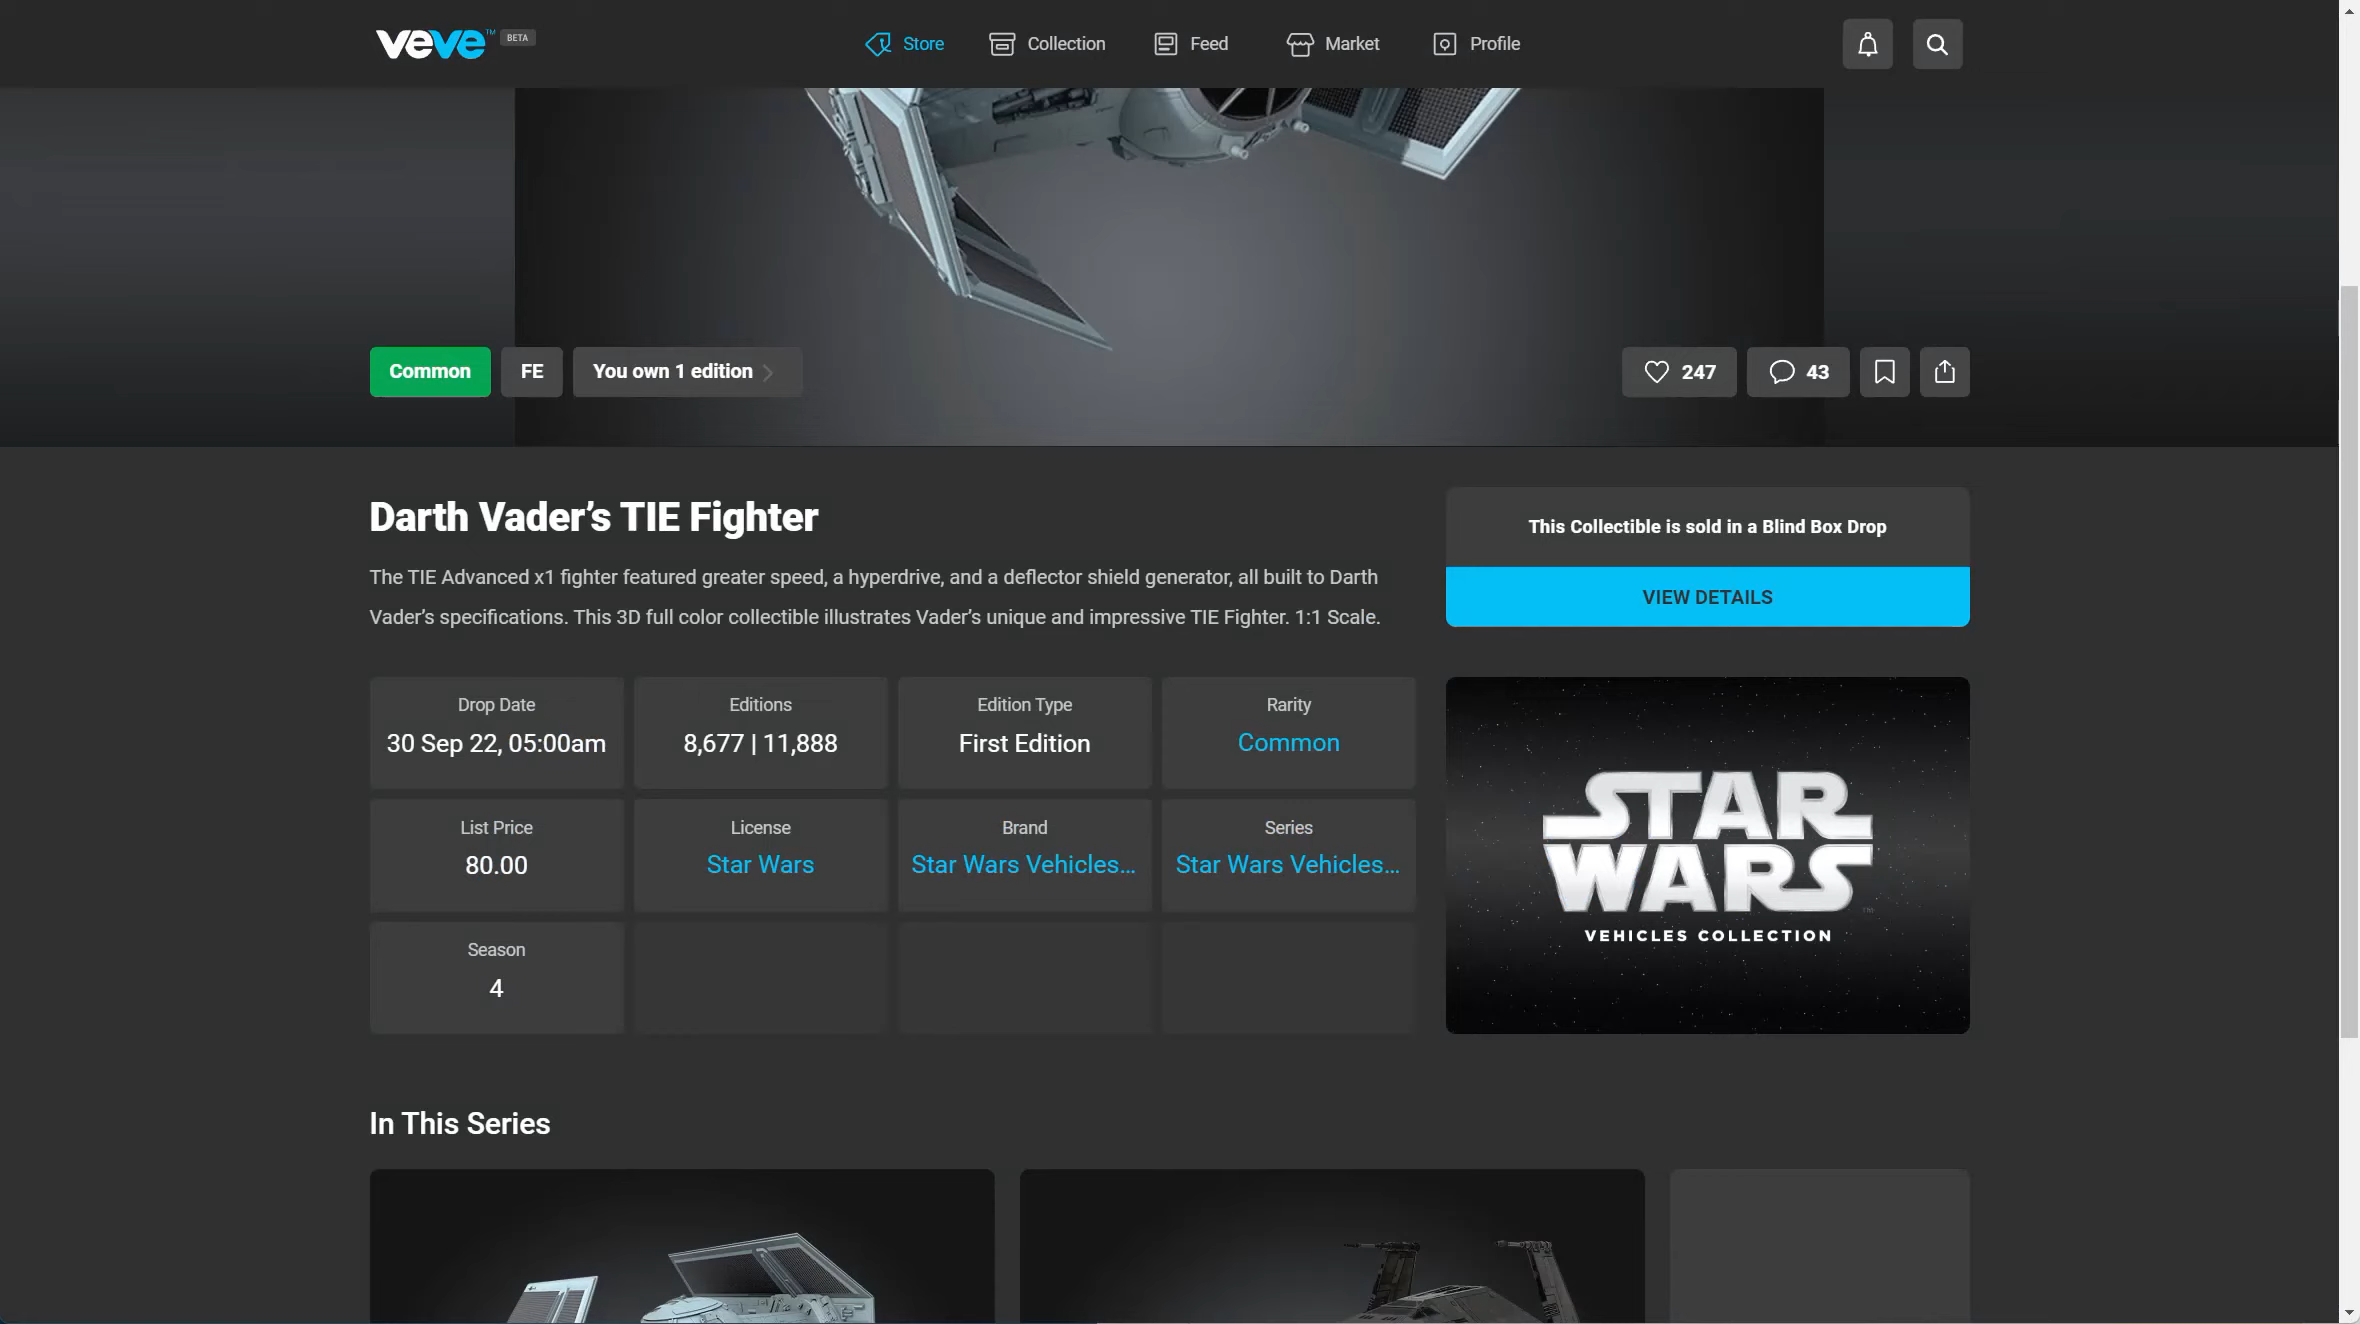 veve™ BETA
Store
Collection
Feed
Market
Profile
Common
FE
You own 1 edition
247
43
Darth Vader’s TIE Fighter
The TIE Advanced x1 fighter featured greater speed, a hyperdrive, and a deflector shield generator, all built to Darth
Vader’s specifications. This 3D full color collectible illustrates Vader’s unique and impressive TIE Fighter. 1:1 Scale.
This Collectible is sold in a Blind Box Drop
VIEW DETAILS
Drop Date
30 Sep 22, 05:00am
Editions
8,677 | 11,888
Edition Type
First Edition
Rarity
Common
List Price
80.00
License
Star Wars
Brand
Star Wars Vehicles...
Series
Star Wars Vehicles...
Season
4
STAR
WARS™
VEHICLES COLLECTION
In This Series